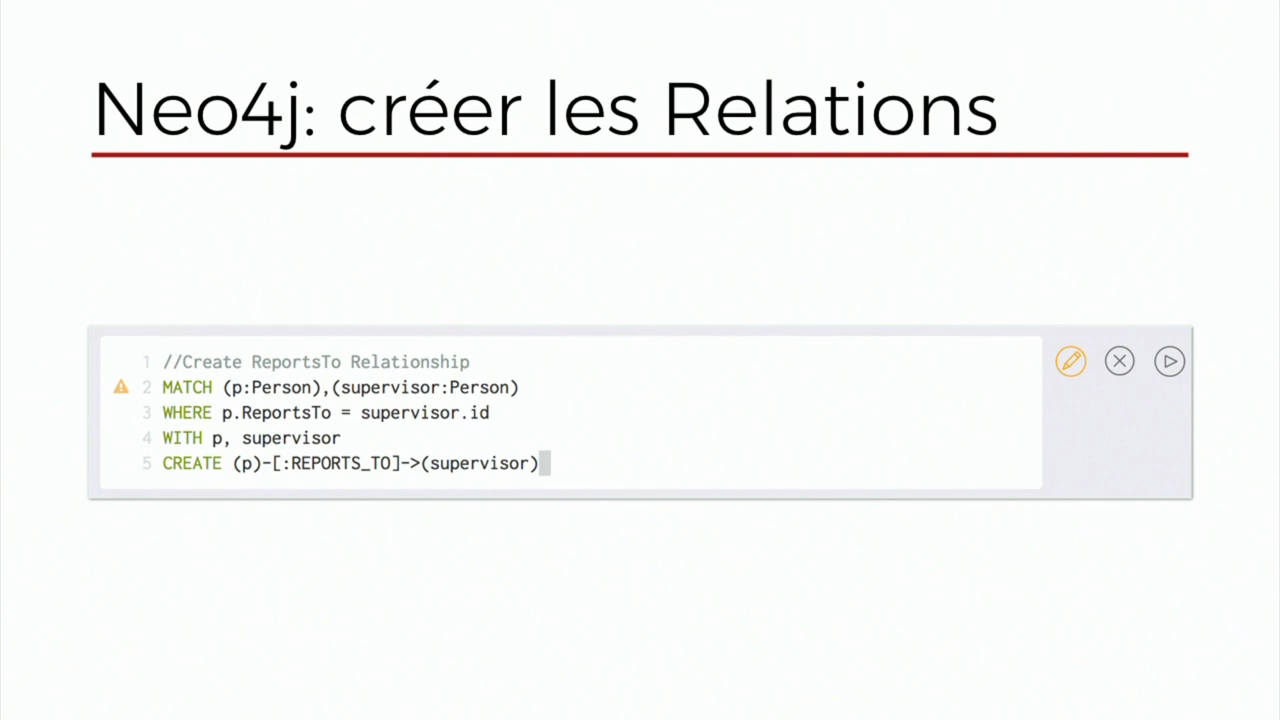 Neo4j: créer les Relations
1 //Create ReportsTo Relationship
2 MATCH (p:Person),(supervisor:Person)
3 WHERE p.ReportsTo = supervisor.id
4 WITH p, supervisor
5 CREATE (p)-[:REPORTS_TO]->(supervisor)